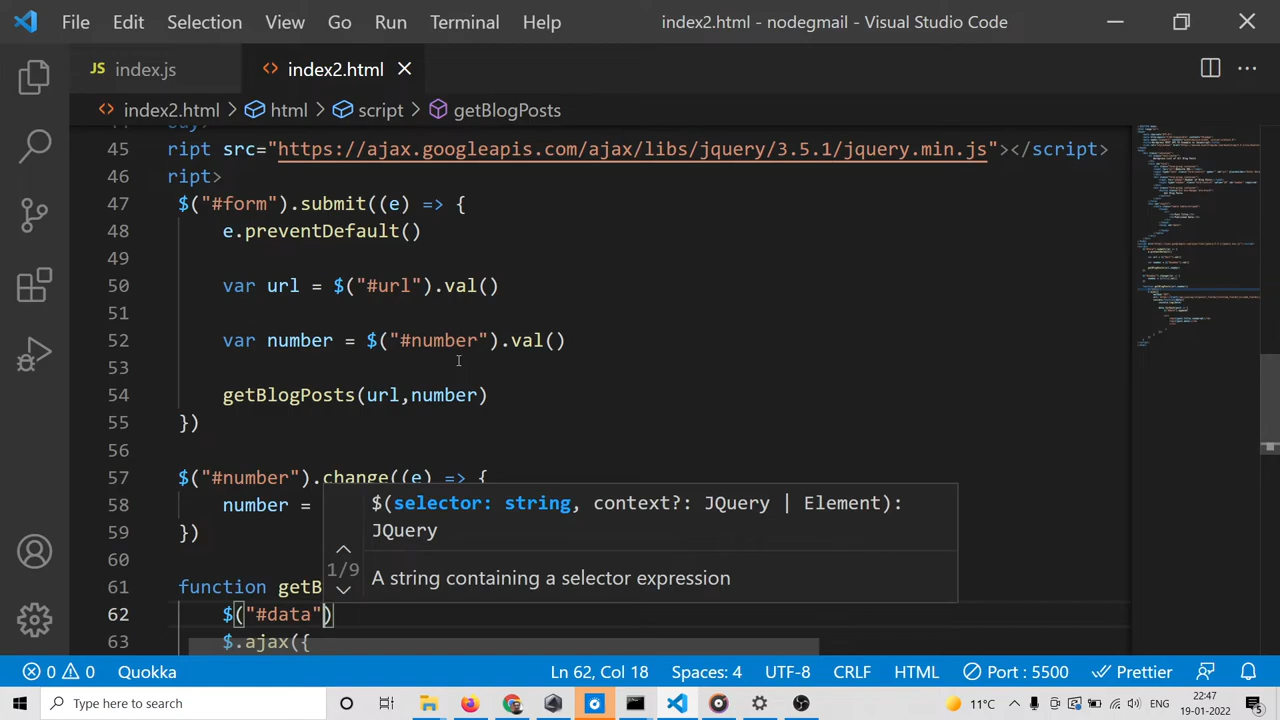 File Edit Selection View Go Run Terminal Help index2.html - nodegmail - Visual Studio Code
JS index.js index2.html
index2.html > html > script > getBlogPosts
45 ript src="https://ajax.googleapis.com/ajax/libs/jquery/3.5.1/jquery.min.js"></script>
46 ript>
47 $("#form").submit((e) => {
48 e.preventDefault()
49
50 var url = $("#url").val()
51
52 var number = $("#number").val()
53
54 getBlogPosts(url,number)
55 })
56
57 $("#number").change((e) => {
58 number =
59 })
60
61 function getB
62 $("#data")
63 $.ajax({
$(selector: string, context?: JQuery | Element):
JQuery
1/9
A string containing a selector expression
0 0 Quokka Ln 62, Col 18 Spaces: 4 UTF-8 CRLF HTML Port : 5500 Prettier
Type here to search 11°C ENG 22:47
19-01-2022 5